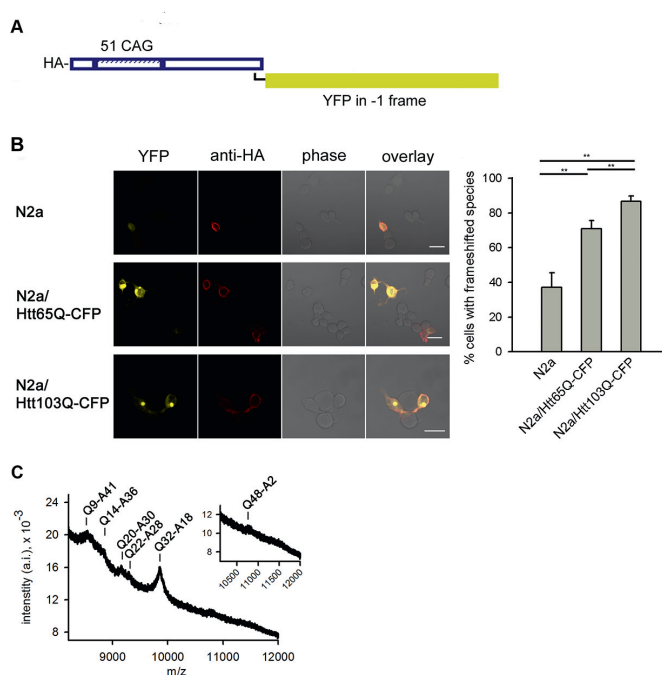 A
51 CAG
HA-
YFP in -1 frame
B
YFP anti-HA phase overlay
N2a
N2a/
Htt65Q-CFP
N2a/
Htt103Q-CFP
% cells with frameshifted species
100
80
60
40
20
0
**
** **
N2a
N2a/Htt65Q-CFP
N2a/Htt103Q-CFP
C
intenstity (a.i.), x 10⁻³
24
20
16
12
8
Q9-A41
Q14-A36
Q20-A30
Q22-A28
Q32-A18
9000 10000 11000 12000
m/z
Q48-A2
12
10
8
10500 11000 11500 12000